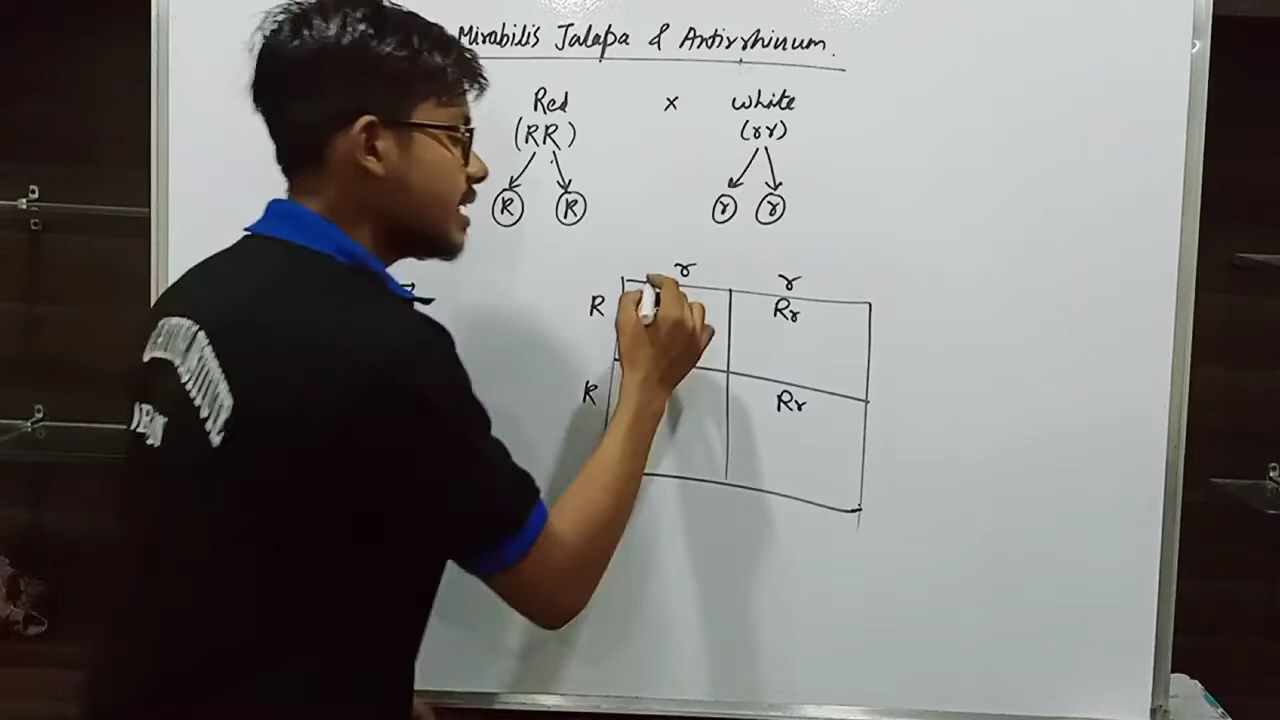 Mirabilis Jalapa & Antirrhinum.
Red × white
(RR) (rr)
R R r r
r r
R Rr
R Rr